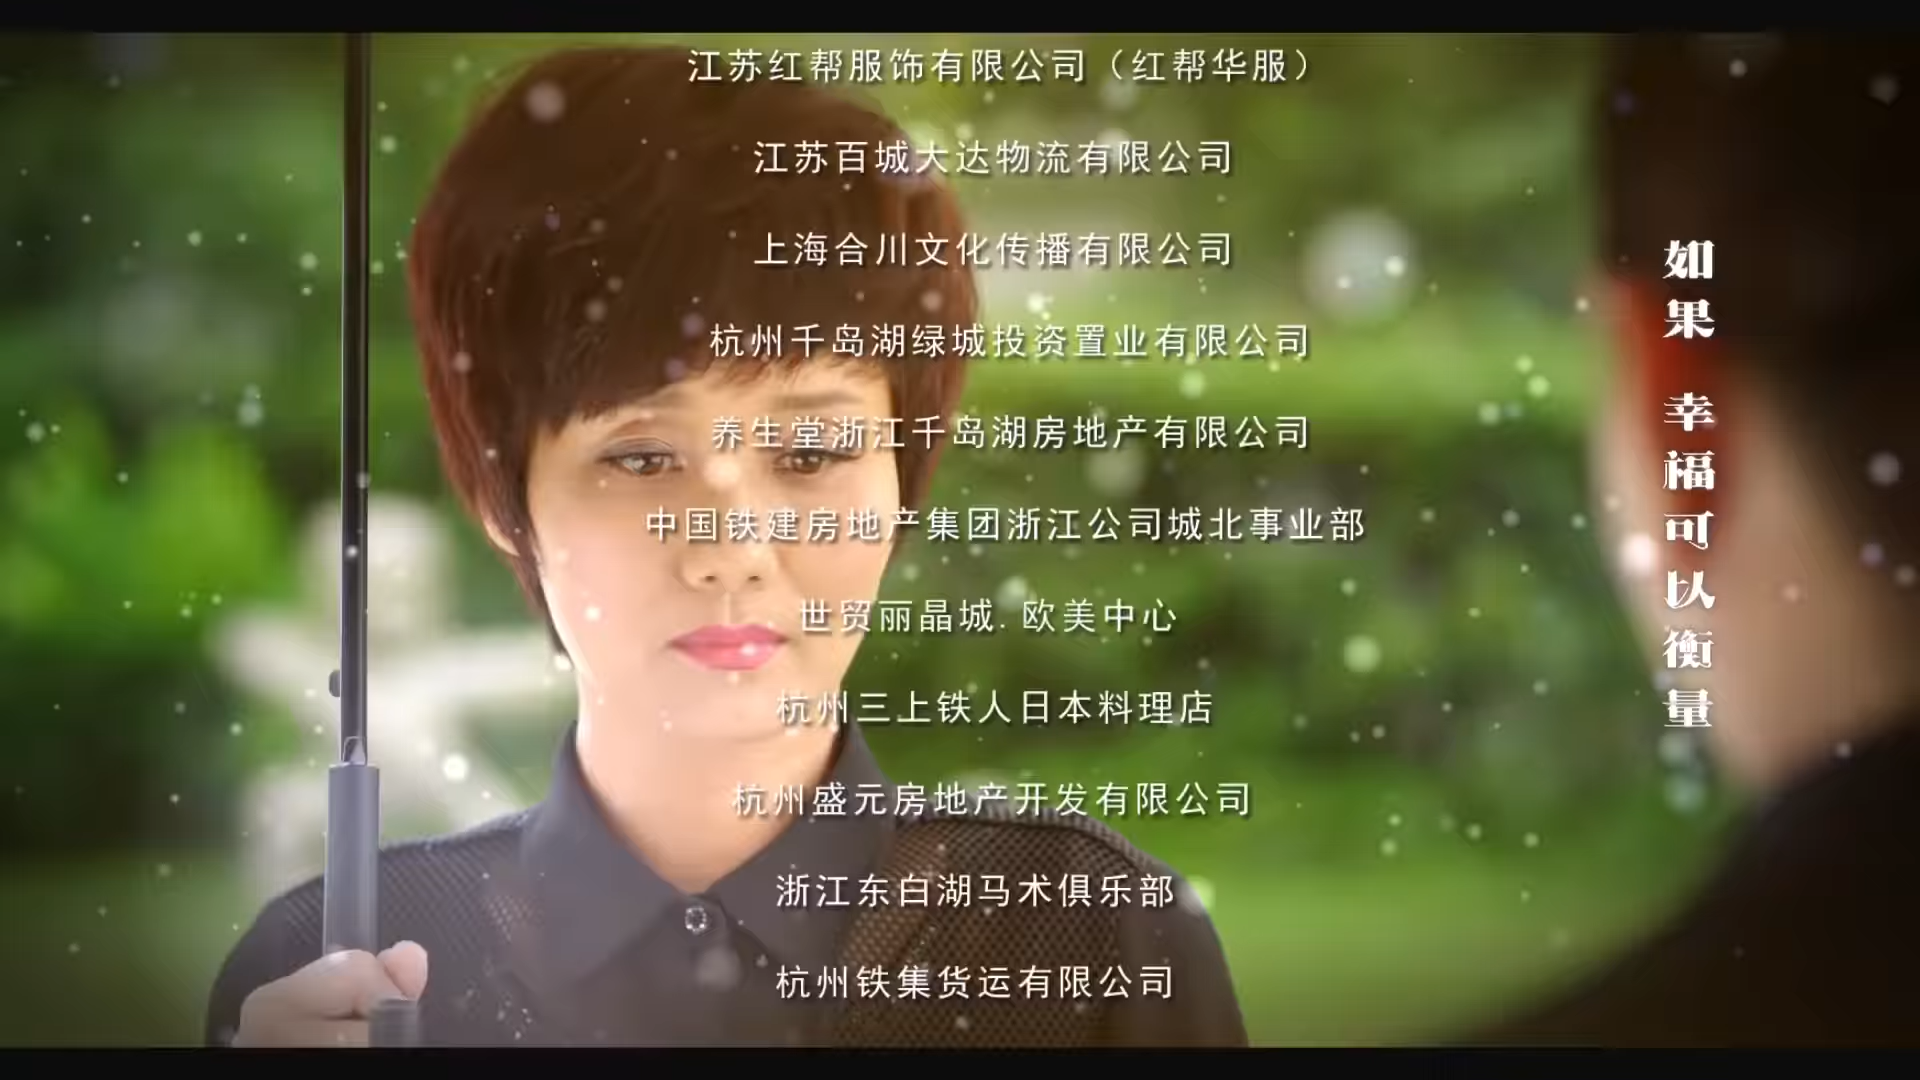 江苏红帮服饰有限公司（红帮华服）
江苏百城大达物流有限公司
上海合川文化传播有限公司
杭州千岛湖绿城投资置业有限公司
养生堂浙江千岛湖房地产有限公司
中国铁建房地产集团浙江公司城北事业部
世贸丽晶城.欧美中心
杭州三上铁人日本料理店
杭州盛元房地产开发有限公司
浙江东白湖马术俱乐部
杭州铁集货运有限公司
如果 幸福可以衡量